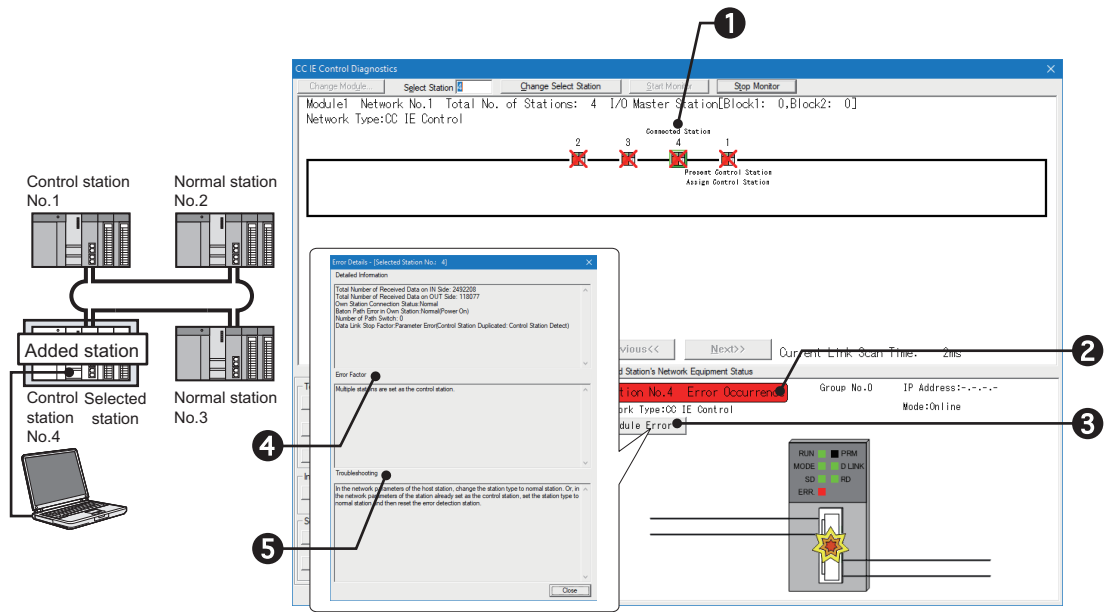 1
CC IE Control Diagnostics
Change Module...
Select Station 4
Change Select Station
Start Monitor
Stop Monitor
Module1 Network No.1 Total No. of Stations: 4 I/O Master Station[Block1: 0,Block2: 0]
Network Type:CC IE Control
Connected Station
2 3 4 1
Present Control Station
Assign Control Station
Control station
No.1
Normal station
No.2
Added station
Control
station
No.4
Selected
station
Normal station
No.3
Error Details - [Selected Station No.: 4]
Detailed Information
Total Number of Received Data on IN Side: 2492208
Total Number of Received Data on OUT Side: 118077
Own Station Connection Status:Normal
Baton Path Error in Own Station:Normal(Power On)
Number of Path Switch: 0
Data Link Stop Factor:Parameter Error(Control Station Duplicated: Control Station Detect)
Error Factor
Multiple stations are set as the control station.
4
Troubleshooting
In the network parameters of the host station, change the station type to normal station. Or, in
the network parameters of the station already set as the control station, set the station type to
normal station and then reset the error detection station.
5
Close
vious<<
Next>>
Current Link Scan Time: 2ms
2
d Station's Network Equipment Status
tion No.4 Error Occurrence
Group No.0
IP Address:-.-.-.-
ork Type:CC IE Control
Mode:Online
dule Error
3
RUN
PRM
MODE
D LINK
SD
RD
ERR.